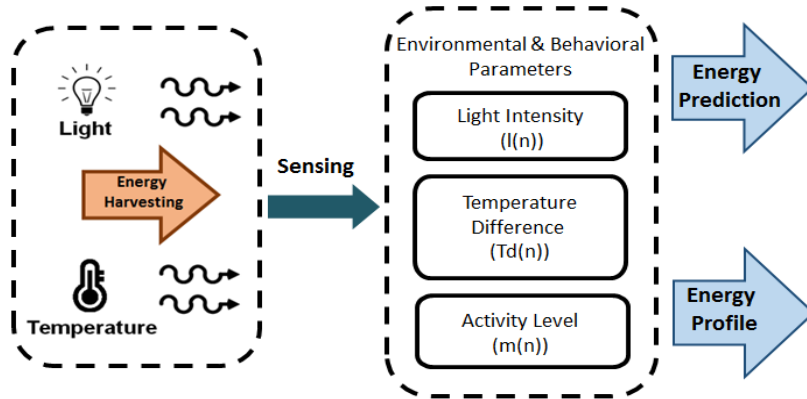 Light
Energy
Harvesting
Temperature
Sensing
Environmental & Behavioral
Parameters
Light Intensity
(l(n))
Temperature
Difference
(Td(n))
Activity Level
(m(n))
Energy
Prediction
Energy
Profile